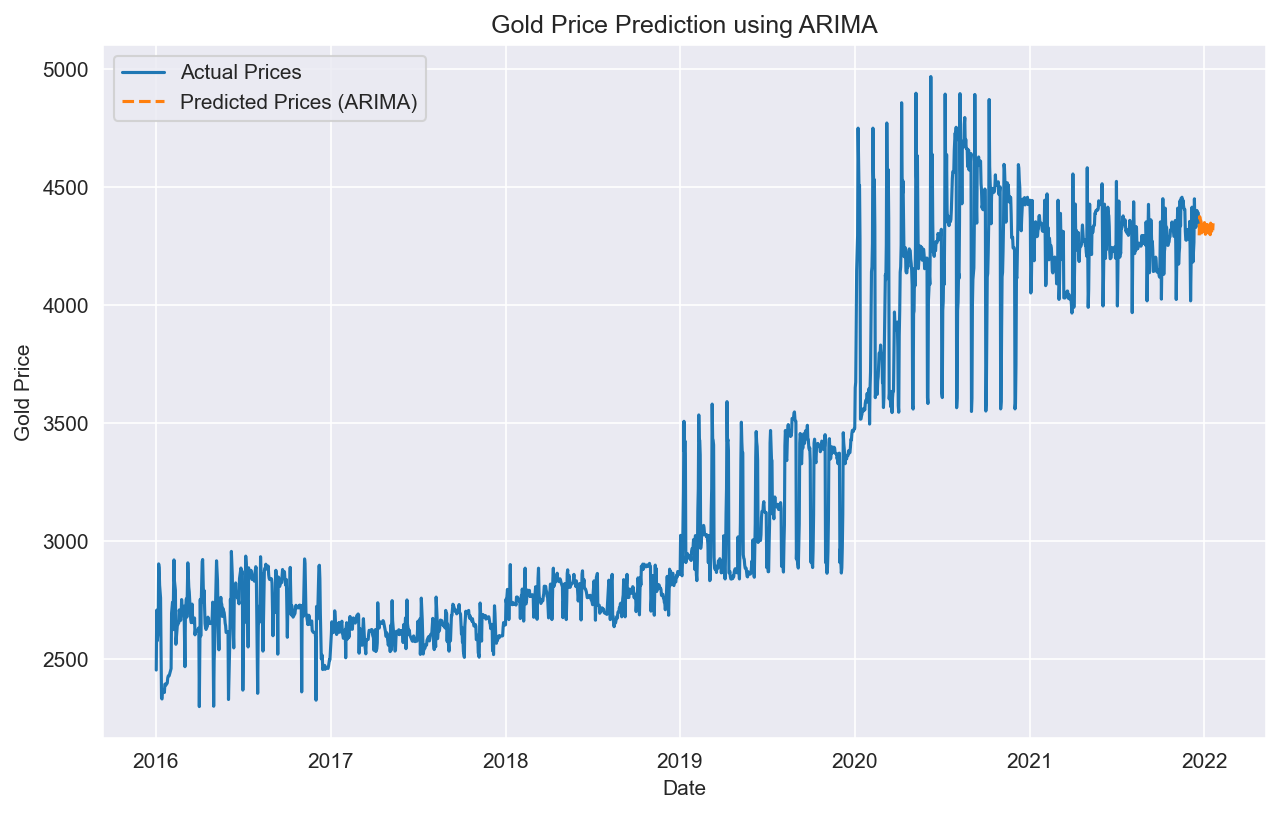 Gold Price Prediction using ARIMA
Actual Prices
Predicted Prices (ARIMA)
5000
4500
4000
3500
3000
2500
Gold Price
2016 2017 2018 2019 2020 2021 2022
Date